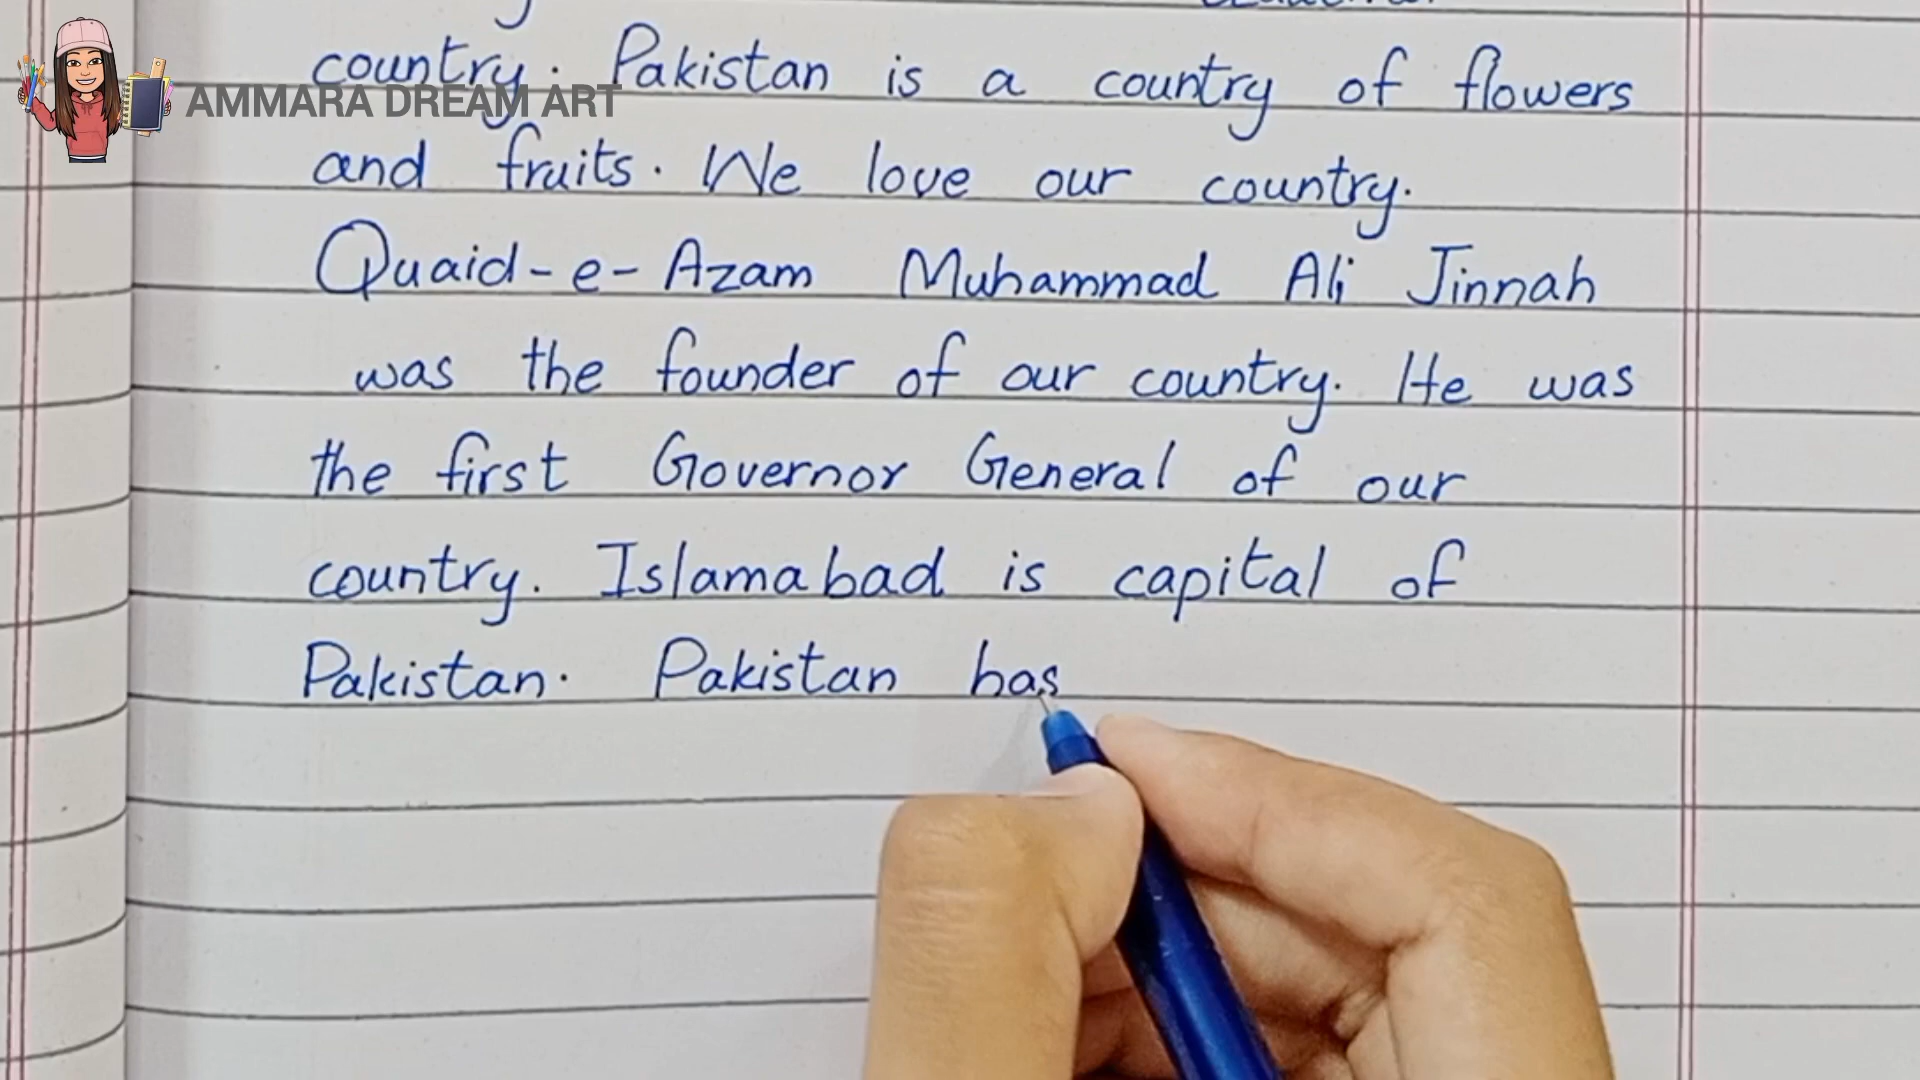 country. Pakistan is a country of flowers
AMMARA DREAM ART
and fruits. We love our country.
Quaid-e-Azam Muhammad Ali Jinnah
was the founder of our country. He was
the first Governor General of our
country. Islamabad is capital of
Pakistan. Pakistan has